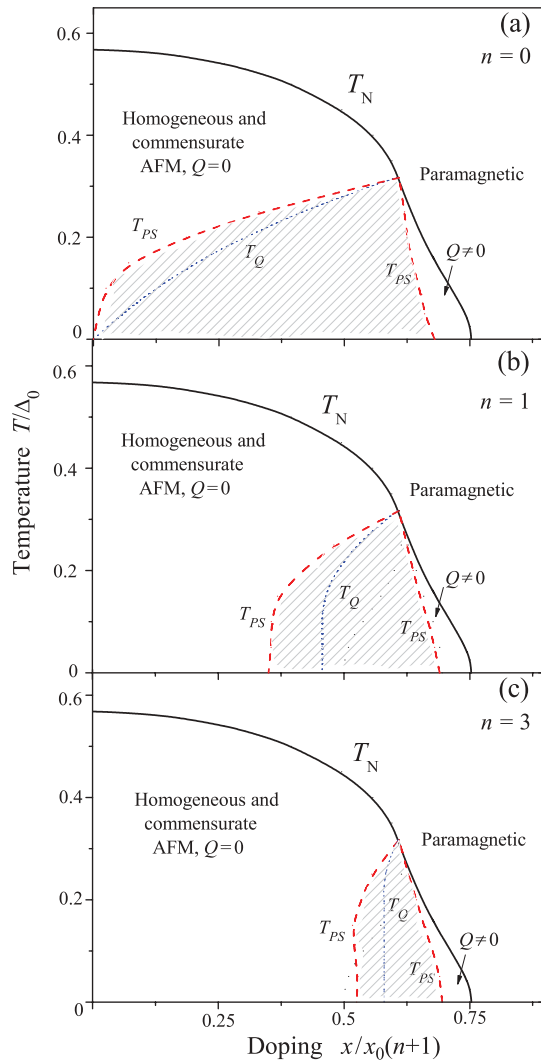 (a)
n = 0
0.6
T_N
Homogeneous and
commensurate
AFM, Q=0
0.4
Paramagnetic
T_PS
T_Q
T_PS
Q≠0
0.2
0
(b)
n = 1
0.6
T_N
Homogeneous and
commensurate
AFM, Q=0
0.4
Paramagnetic
T_PS
T_Q
T_PS
Q≠0
0.2
0
(c)
n = 3
0.6
T_N
Homogeneous and
commensurate
AFM, Q=0
0.4
Paramagnetic
T_PS
T_Q
T_PS
Q≠0
0.2
0
0.25
0.50
0.75
Temperature T/Δ₀
Doping x/x₀(n+1)